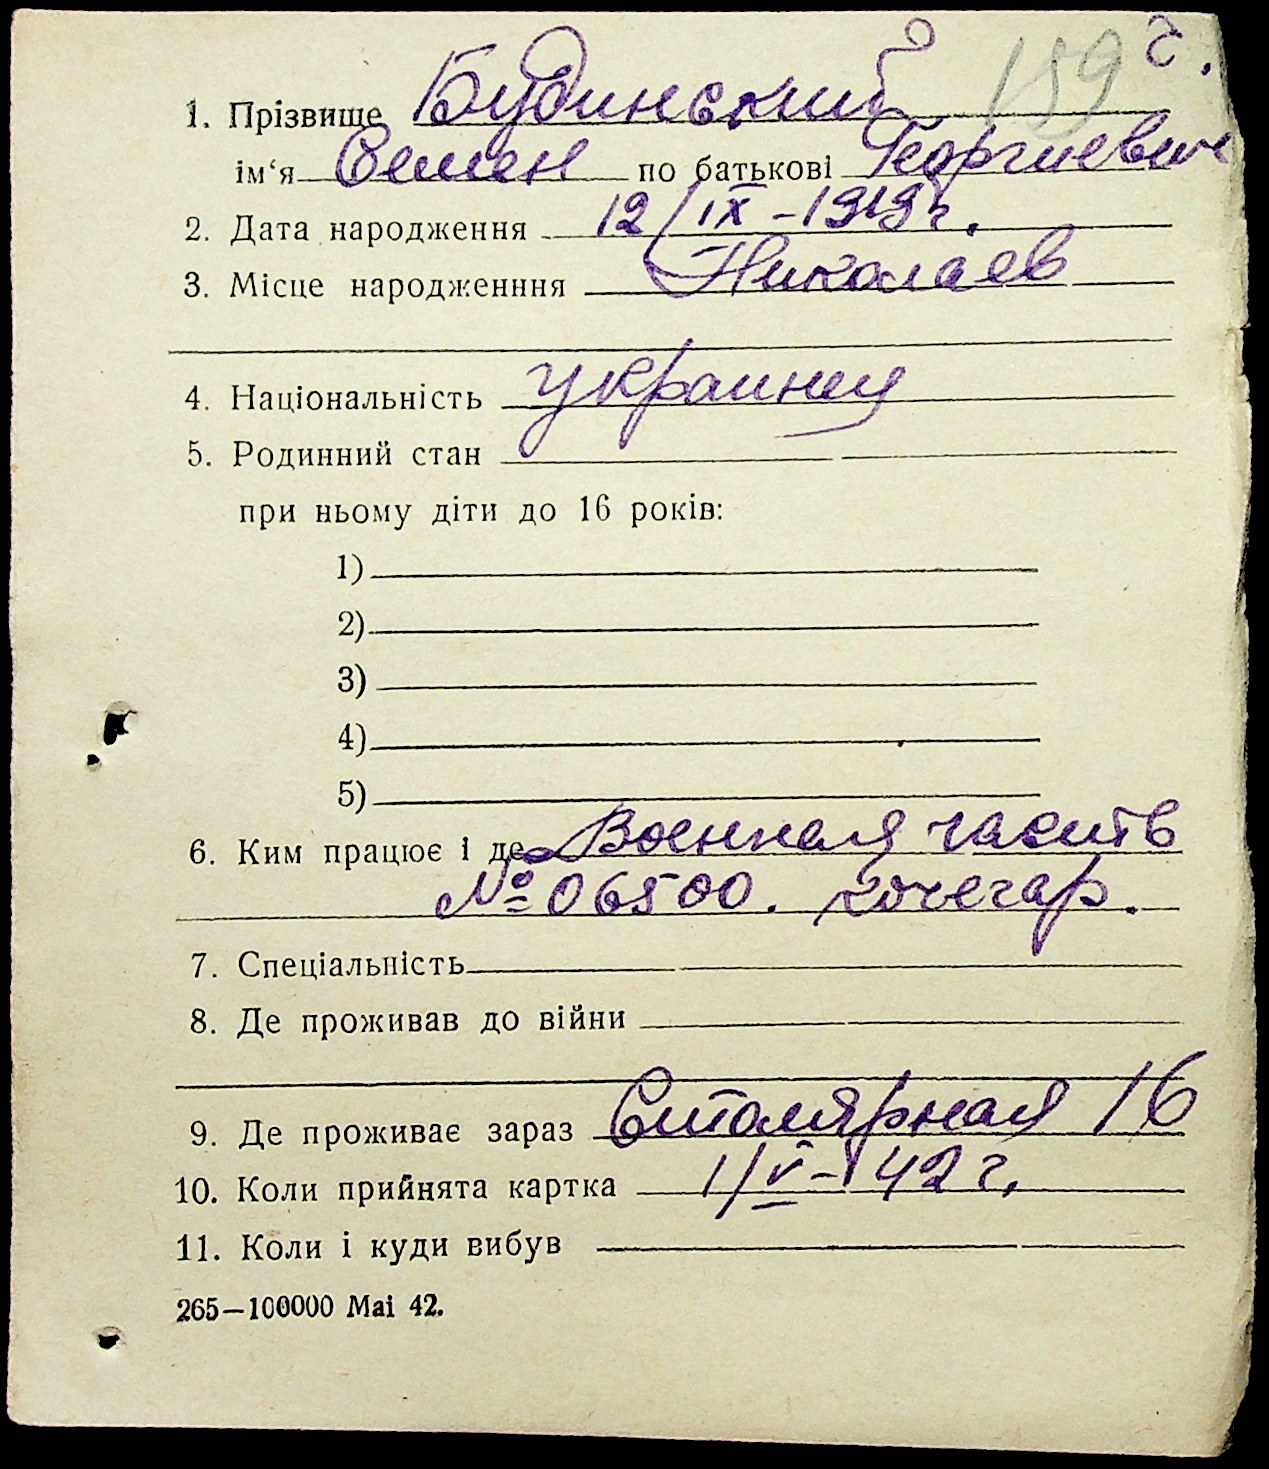 159 г.
1. Прізвище Будинский
ім‘я Семен по батькові Георгиевич
2. Дата народження 12/IX-1919 г.
3. Місце народженння Николаев
4. Національність украинец
5. Родинний стан
при ньому діти до 16 років:
1)
2)
3)
4)
5)
6. Ким працює і де Военная часть
№ 06500. кочегар.
7. Спеціальність
8. Де проживав до війни
9. Де проживає зараз Столярная 16
10. Коли прийнята картка 1/V-42 г.
11. Коли і куди вибув
265—100000 Mai 42.